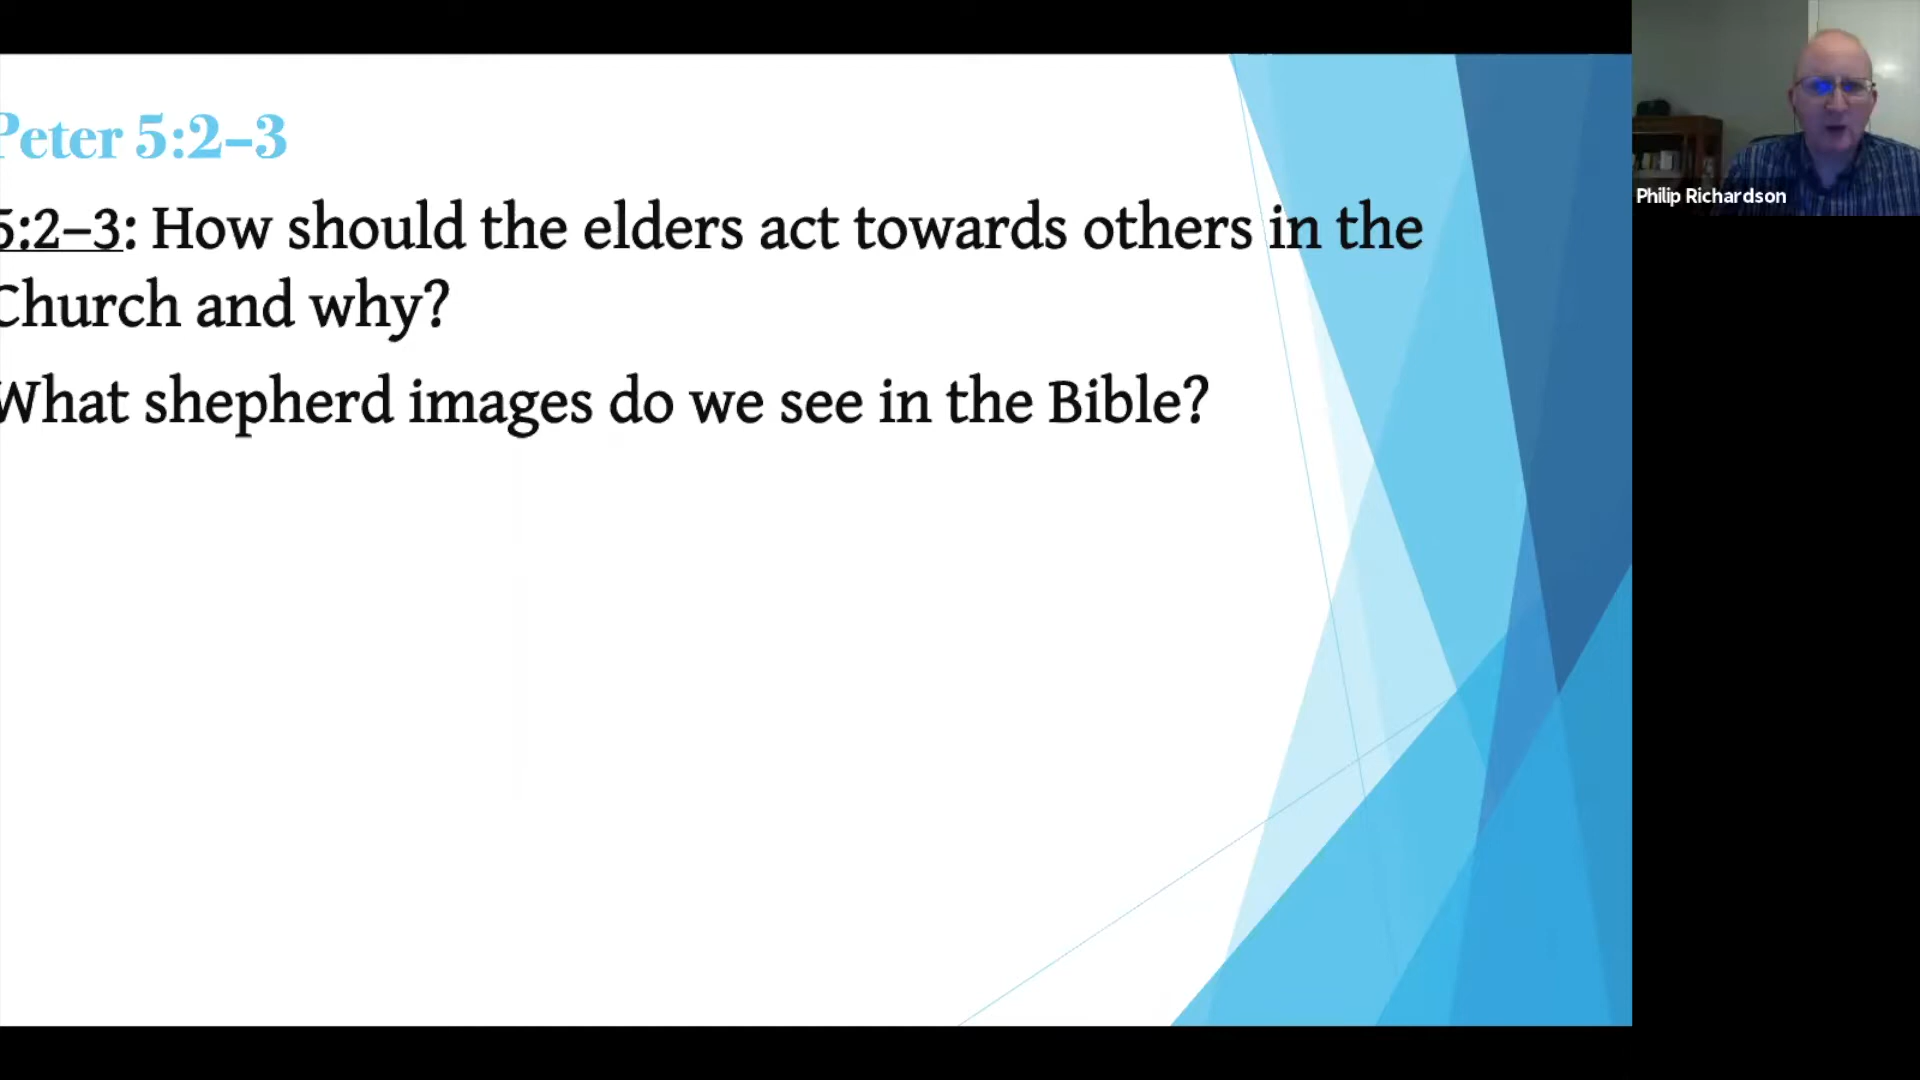 Peter 5:2–3
5:2–3: How should the elders act towards others in the
Church and why?
What shepherd images do we see in the Bible?
Philip Richardson